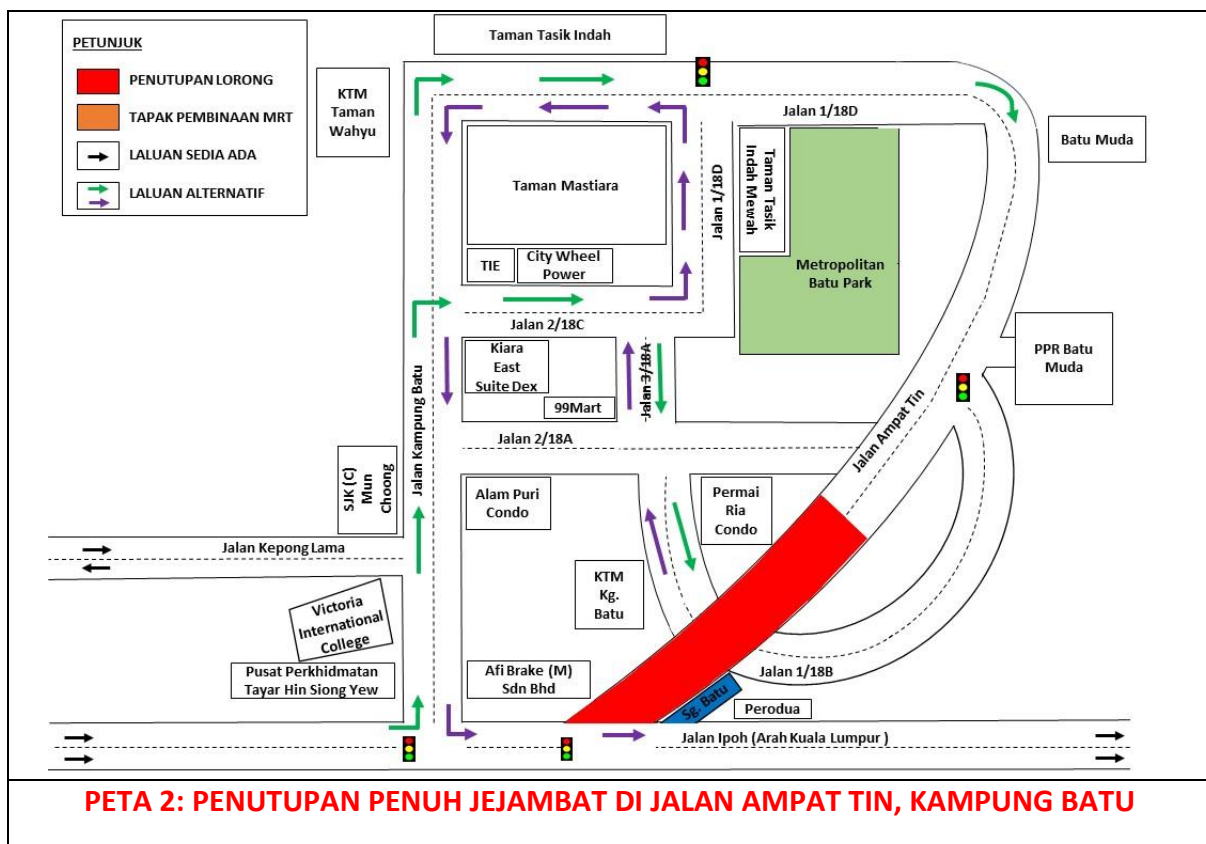 PETUNJUK
PENUTUPAN LORONG
TAPAK PEMBINAAN MRT
LALUAN SEDIA ADA
LALUAN ALTERNATIF
Taman Tasik Indah
KTM
Taman
Wahyu
Jalan 1/18D
Batu Muda
Taman Mastiara
Jalan 1/18D
Taman Tasik
Indah Mewah
TIE
City Wheel
Power
Metropolitan
Batu Park
Jalan 2/18C
Kiara
East
Suite Dex
99Mart
Jalan 3/18A
PPR Batu
Muda
Jalan Kampung Batu
Jalan 2/18A
Jalan Ampat Tin
SJK (C)
Mun
Choong
Alam Puri
Condo
Permai
Ria
Condo
Jalan Kepong Lama
KTM
Kg.
Batu
Victoria
International
College
Pusat Perkhidmatan
Tayar Hin Siong Yew
Afi Brake (M)
Sdn Bhd
Jalan 1/18B
Sg. Batu
Perodua
Jalan Ipoh (Arah Kuala Lumpur )
PETA 2: PENUTUPAN PENUH JEJAMBAT DI JALAN AMPAT TIN, KAMPUNG BATU